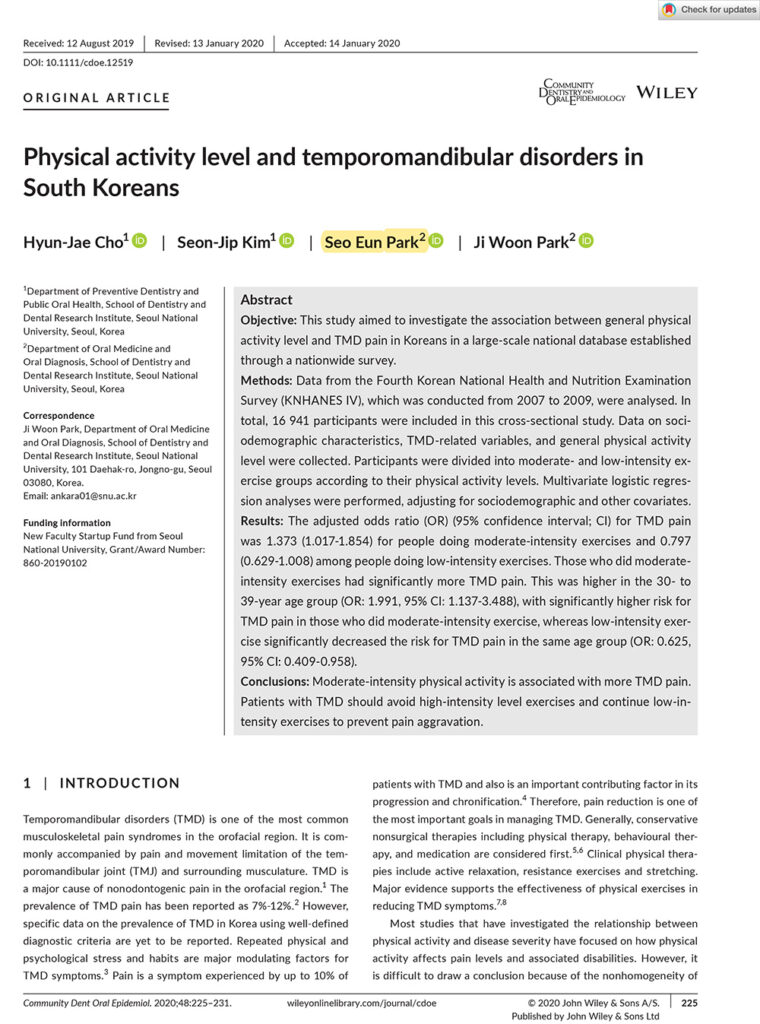 Check for updates
Received: 12 August 2019 | Revised: 13 January 2020 | Accepted: 14 January 2020
DOI: 10.1111/cdoe.12519
ORIGINAL ARTICLE
COMMUNITY
DENTISTRY AND
ORAL EPIDEMIOLOGY WILEY
Physical activity level and temporomandibular disorders in
South Koreans
Hyun-Jae Cho1 iD | Seon-Jip Kim1 iD | Seo Eun Park2 iD | Ji Woon Park2 iD
1Department of Preventive Dentistry and
Public Oral Health, School of Dentistry and
Dental Research Institute, Seoul National
University, Seoul, Korea
2Department of Oral Medicine and
Oral Diagnosis, School of Dentistry and
Dental Research Institute, Seoul National
University, Seoul, Korea
Correspondence
Ji Woon Park, Department of Oral Medicine
and Oral Diagnosis, School of Dentistry and
Dental Research Institute, Seoul National
University, 101 Daehak-ro, Jongno-gu, Seoul
03080, Korea.
Email: ankara01@snu.ac.kr
Funding information
New Faculty Startup Fund from Seoul
National University, Grant/Award Number:
860-20190102
Abstract
Objective: This study aimed to investigate the association between general physical
activity level and TMD pain in Koreans in a large-scale national database established
through a nationwide survey.
Methods: Data from the Fourth Korean National Health and Nutrition Examination
Survey (KNHANES IV), which was conducted from 2007 to 2009, were analysed. In
total, 16 941 participants were included in this cross-sectional study. Data on soci-
odemographic characteristics, TMD-related variables, and general physical activity
level were collected. Participants were divided into moderate- and low-intensity ex-
ercise groups according to their physical activity levels. Multivariate logistic regres-
sion analyses were performed, adjusting for sociodemographic and other covariates.
Results: The adjusted odds ratio (OR) (95% confidence interval; CI) for TMD pain
was 1.373 (1.017-1.854) for people doing moderate-intensity exercises and 0.797
(0.629-1.008) among people doing low-intensity exercises. Those who did moderate-
intensity exercises had significantly more TMD pain. This was higher in the 30- to
39-year age group (OR: 1.991, 95% CI: 1.137-3.488), with significantly higher risk for
TMD pain in those who did moderate-intensity exercise, whereas low-intensity exer-
cise significantly decreased the risk for TMD pain in the same age group (OR: 0.625,
95% CI: 0.409-0.958).
Conclusions: Moderate-intensity physical activity is associated with more TMD pain.
Patients with TMD should avoid high-intensity level exercises and continue low-in-
tensity exercises to prevent pain aggravation.
1 | INTRODUCTION
Temporomandibular disorders (TMD) is one of the most common
musculoskeletal pain syndromes in the orofacial region. It is com-
monly accompanied by pain and movement limitation of the tem-
poromandibular joint (TMJ) and surrounding musculature. TMD is
a major cause of nonodontogenic pain in the orofacial region.1 The
prevalence of TMD pain has been reported as 7%-12%.2 However,
specific data on the prevalence of TMD in Korea using well-defined
diagnostic criteria are yet to be reported. Repeated physical and
psychological stress and habits are major modulating factors for
TMD symptoms.3 Pain is a symptom experienced by up to 10% of
patients with TMD and also is an important contributing factor in its
progression and chronification.4 Therefore, pain reduction is one of
the most important goals in managing TMD. Generally, conservative
nonsurgical therapies including physical therapy, behavioural ther-
apy, and medication are considered first.5,6 Clinical physical thera-
pies include active relaxation, resistance exercises and stretching.
Major evidence supports the effectiveness of physical exercises in
reducing TMD symptoms.7,8
Most studies that have investigated the relationship between
physical activity and disease severity have focused on how physical
activity affects pain levels and associated disabilities. However, it
is difficult to draw a conclusion because of the nonhomogeneity of
Community Dent Oral Epidemiol. 2020;48:225–231. wileyonlinelibrary.com/journal/cdoe © 2020 John Wiley & Sons A/S. | 225
Published by John Wiley & Sons Ltd